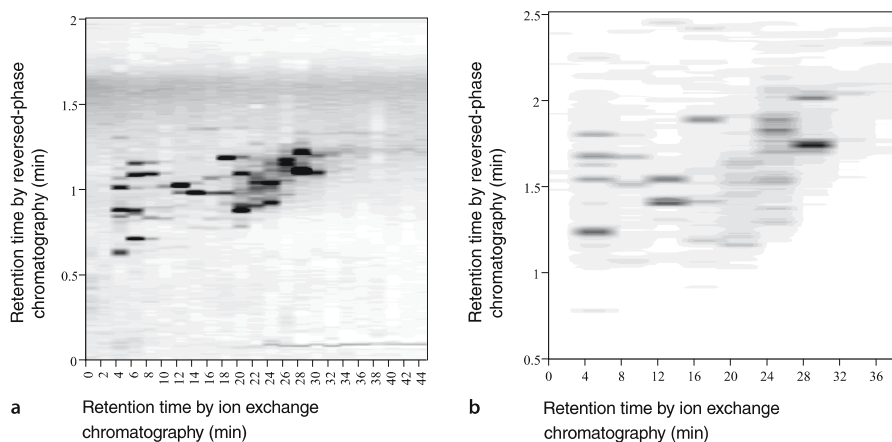 2
1.5
1
0.5
0
0 2 4 6 8 10 12 14 16 18 20 22 24 26 28 30 32 34 36 38 40 42 44
Retention time by reversed-phase
chromatography (min)
a
Retention time by ion exchange
chromatography (min)
2.5
2
1.5
1
0.5
0 4 8 12 16 20 24 28 32 36
Retention time by reversed-phase
chromatography (min)
b
Retention time by ion exchange
chromatography (min)